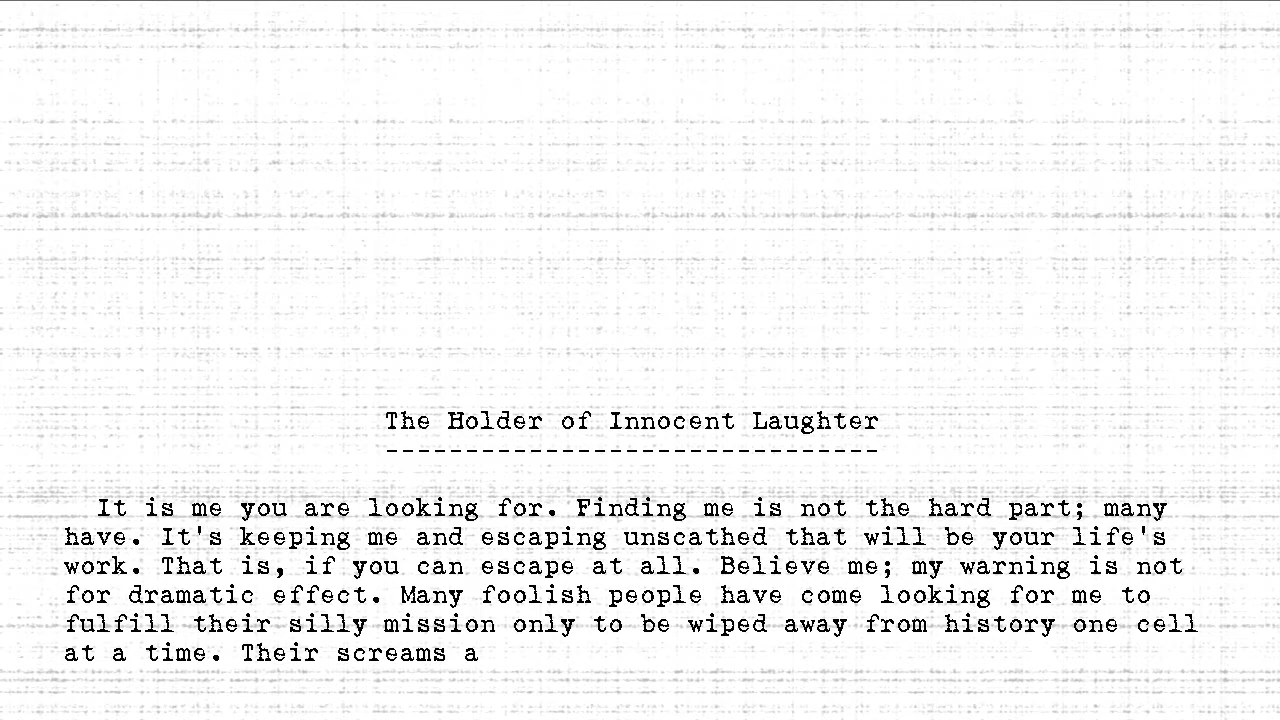 The Holder of Innocent Laughter
-------------------------------
It is me you are looking for. Finding me is not the hard part; many
have. It's keeping me and escaping unscathed that will be your life's
work. That is, if you can escape at all. Believe me; my warning is not
for dramatic effect. Many foolish people have come looking for me to
fulfill their silly mission only to be wiped away from history one cell
at a time. Their screams a